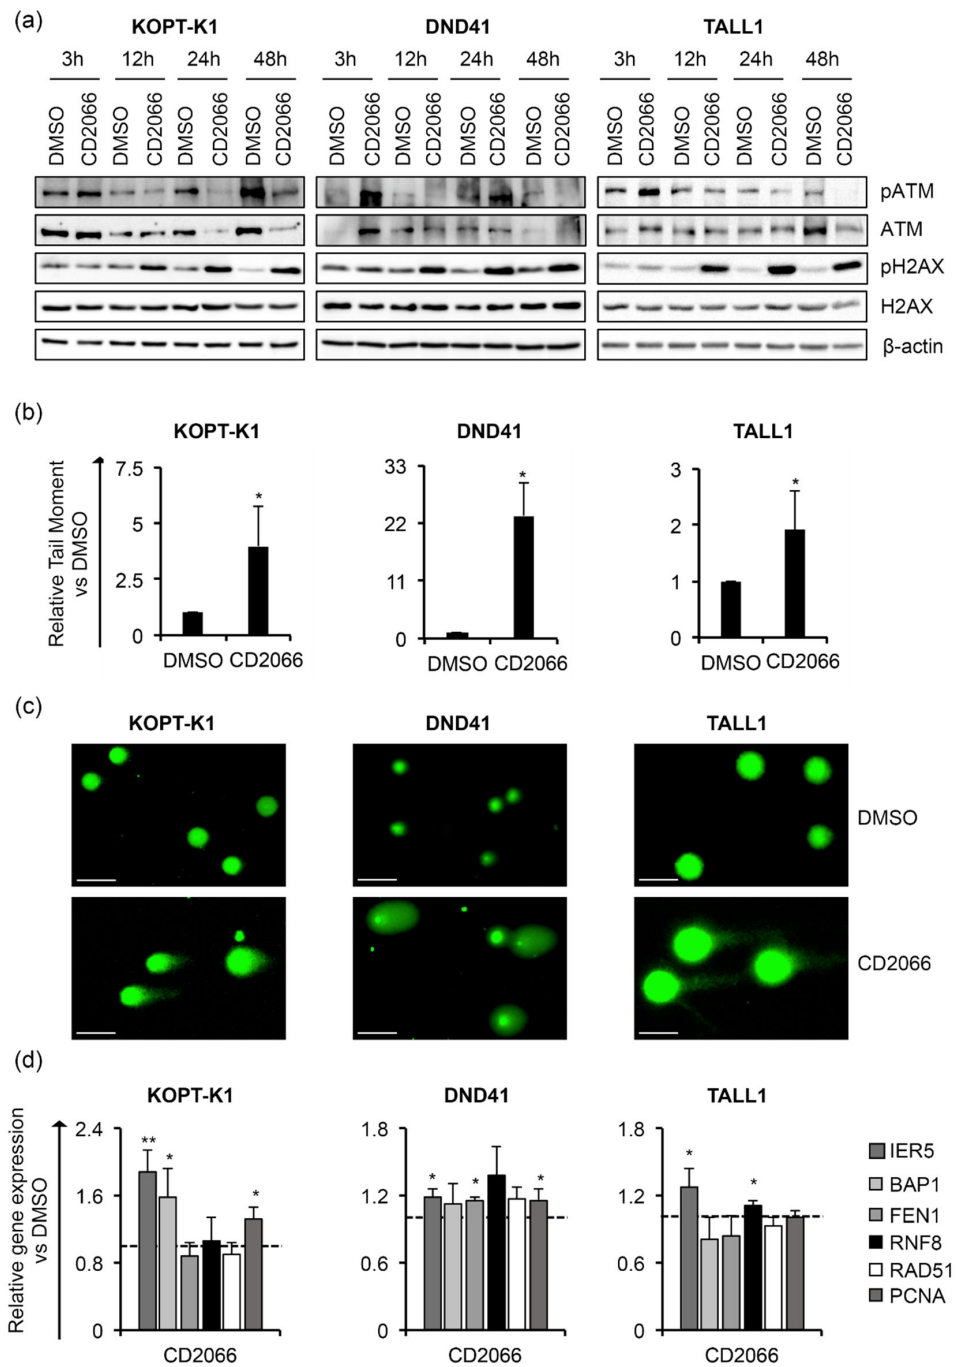 (a)
KOPT-K1 DND41 TALL1
3h 12h 24h 48h 3h 12h 24h 48h 3h 12h 24h 48h
DMSO CD2066 DMSO CD2066 DMSO CD2066 DMSO CD2066 DMSO CD2066 DMSO CD2066 DMSO CD2066 DMSO CD2066 DMSO CD2066 DMSO CD2066 DMSO CD2066 DMSO CD2066
pATM
ATM
pH2AX
H2AX
β-actin
(b)
KOPT-K1 DND41 TALL1
Relative Tail Moment
vs DMSO
7.5
5
2.5
0
*
DMSO CD2066
33
22
11
0
*
DMSO CD2066
3
2
1
0
*
DMSO CD2066
(c)
KOPT-K1 DND41 TALL1
DMSO
CD2066
(d)
KOPT-K1 DND41 TALL1
Relative gene expression
vs DMSO
2.4
1.6
0.8
0
** * *
CD2066
1.8
1.2
0.6
0
* * *
CD2066
1.8
1.2
0.6
0
* *
CD2066
IER5
BAP1
FEN1
RNF8
RAD51
PCNA